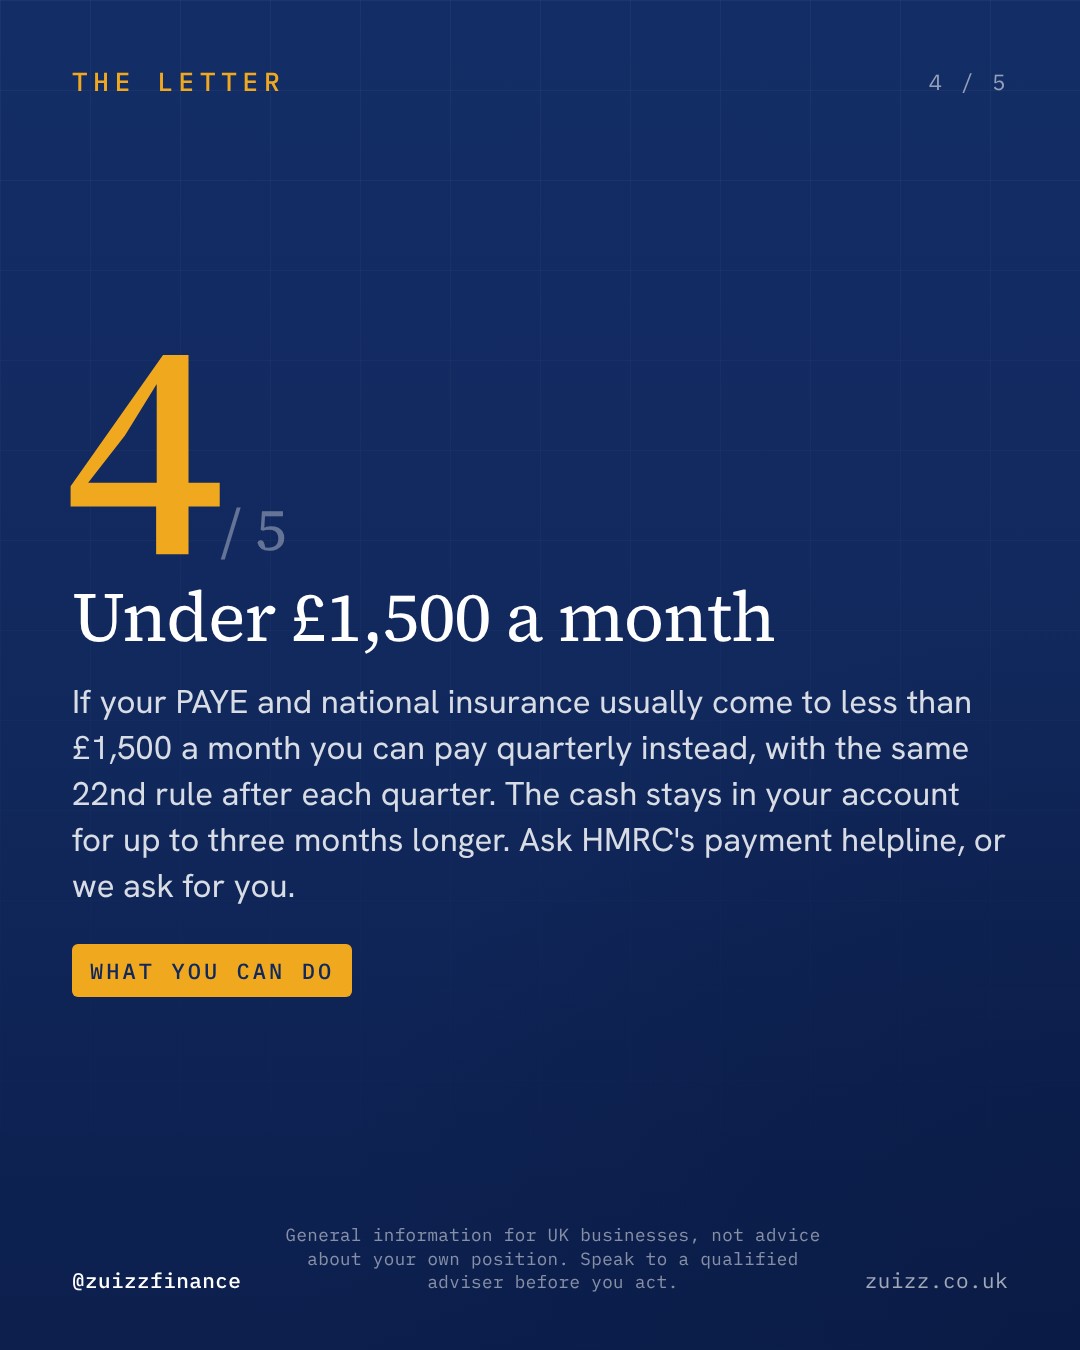 THE LETTER
4 / 5
4 / 5
Under £1,500 a month
If your PAYE and national insurance usually come to less than
£1,500 a month you can pay quarterly instead, with the same
22nd rule after each quarter. The cash stays in your account
for up to three months longer. Ask HMRC's payment helpline, or
we ask for you.
WHAT YOU CAN DO
General information for UK businesses, not advice
about your own position. Speak to a qualified
adviser before you act.
@zuizzfinance
zuizz.co.uk